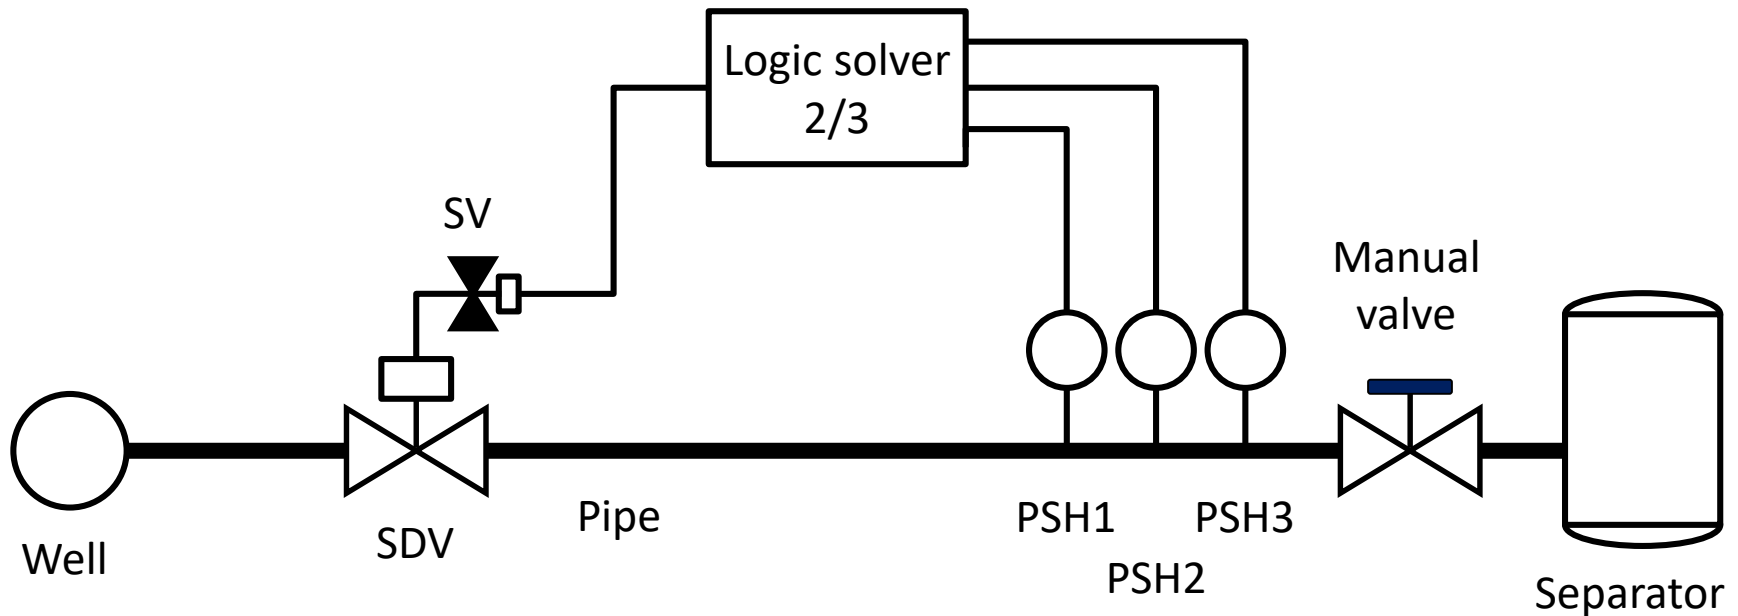 Logic solver
2/3
SV
Manual
valve
Well
SDV
Pipe
PSH1
PSH2
PSH3
Separator